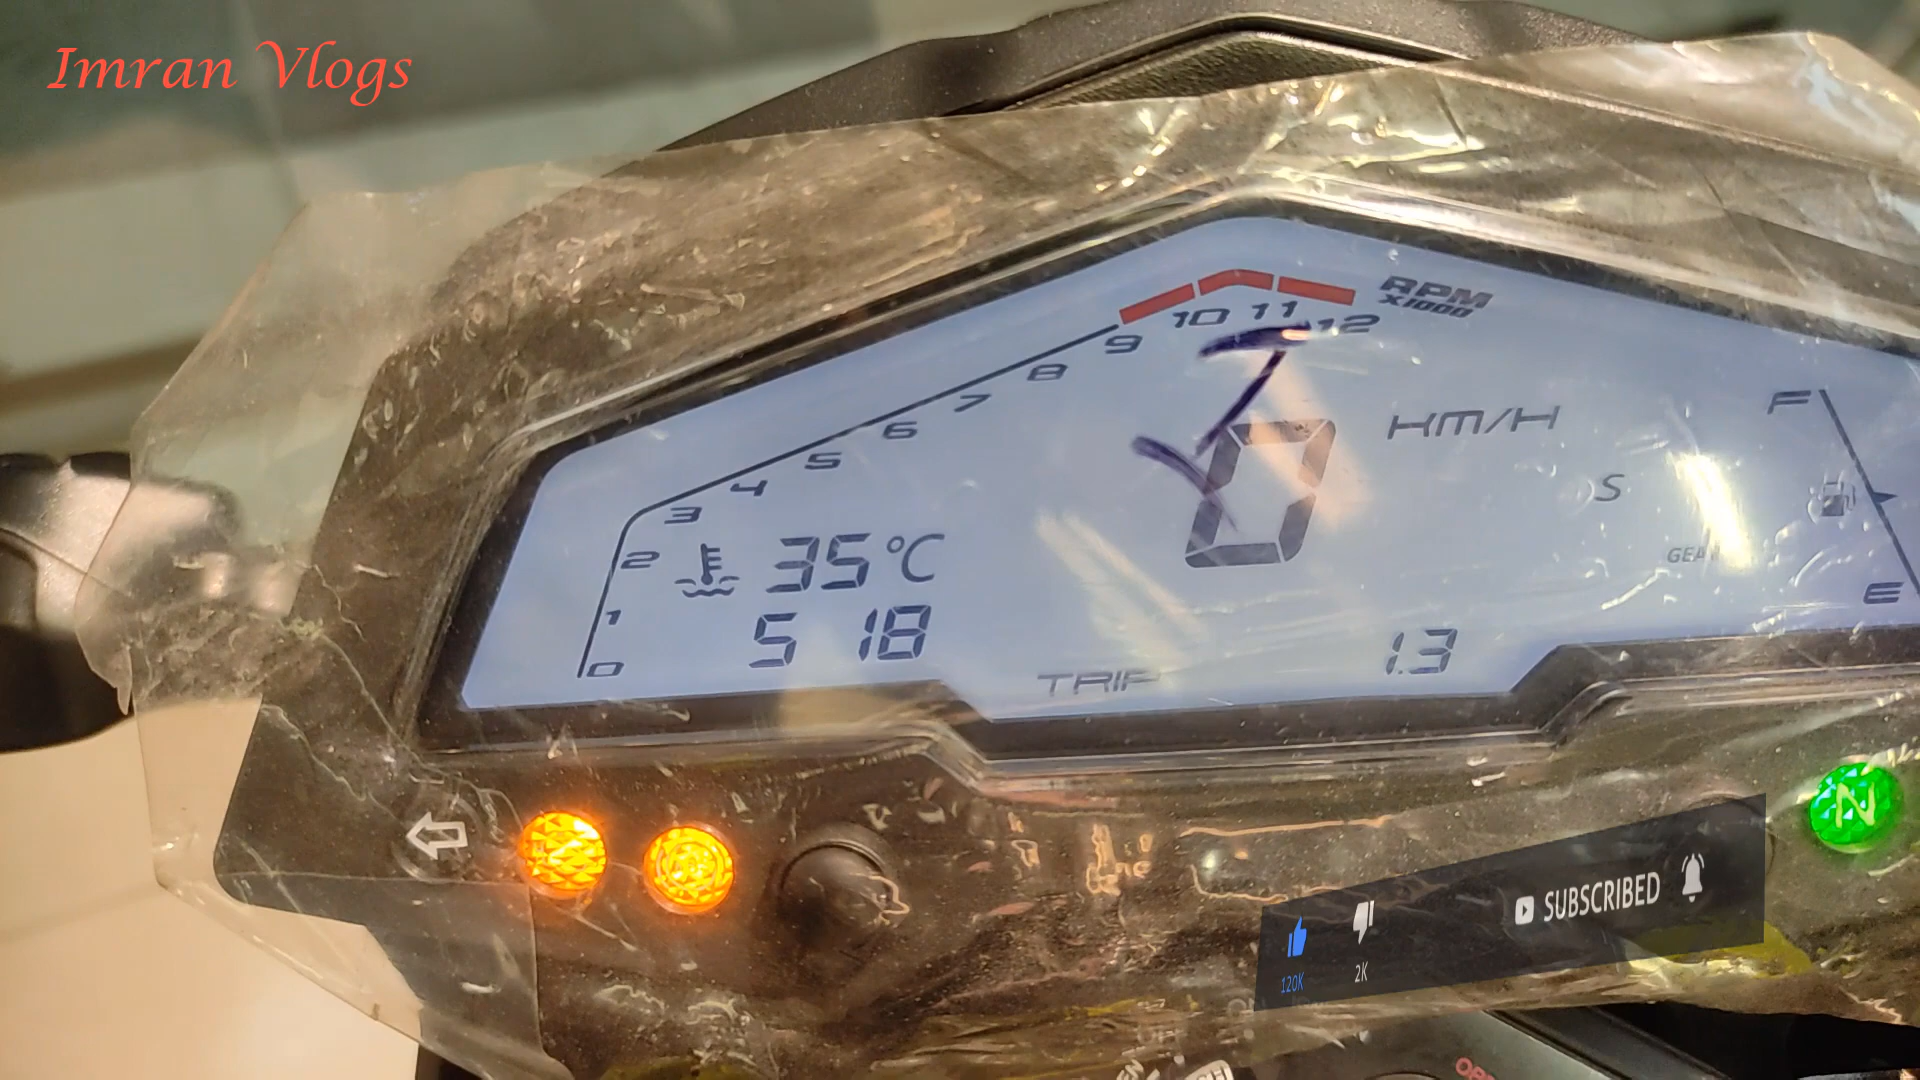 Imran Vlogs
RPM
X1000
0 1 2 3 4 5 6 7 8 9 10 11 12
0 KM/H
S
F
E
35°C
5 18
TRIP 1.3
N
SUBSCRIBED
120K 2K